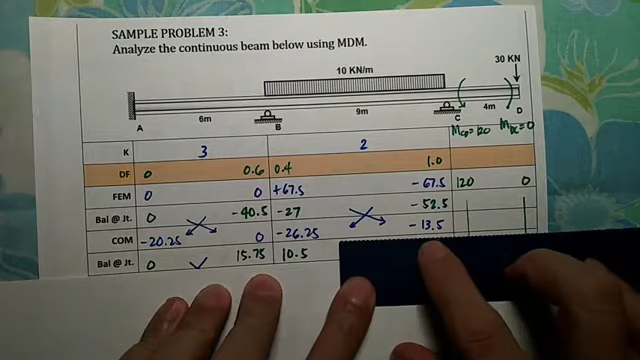 SAMPLE PROBLEM 3:
Analyze the continuous beam below using MDM.
30 KN
10 KN/m
A 6m B 9m C 4m D
M_CD=120 M_DC=0
K 3 2
DF 0 0.6 0.4 1.0
FEM 0 0 +67.5 -67.5 120 0
Bal @ Jt. 0 -40.5 -27 -52.5
COM -20.25 0 -26.25 -13.5
Bal @ Jt. 0 15.75 10.5